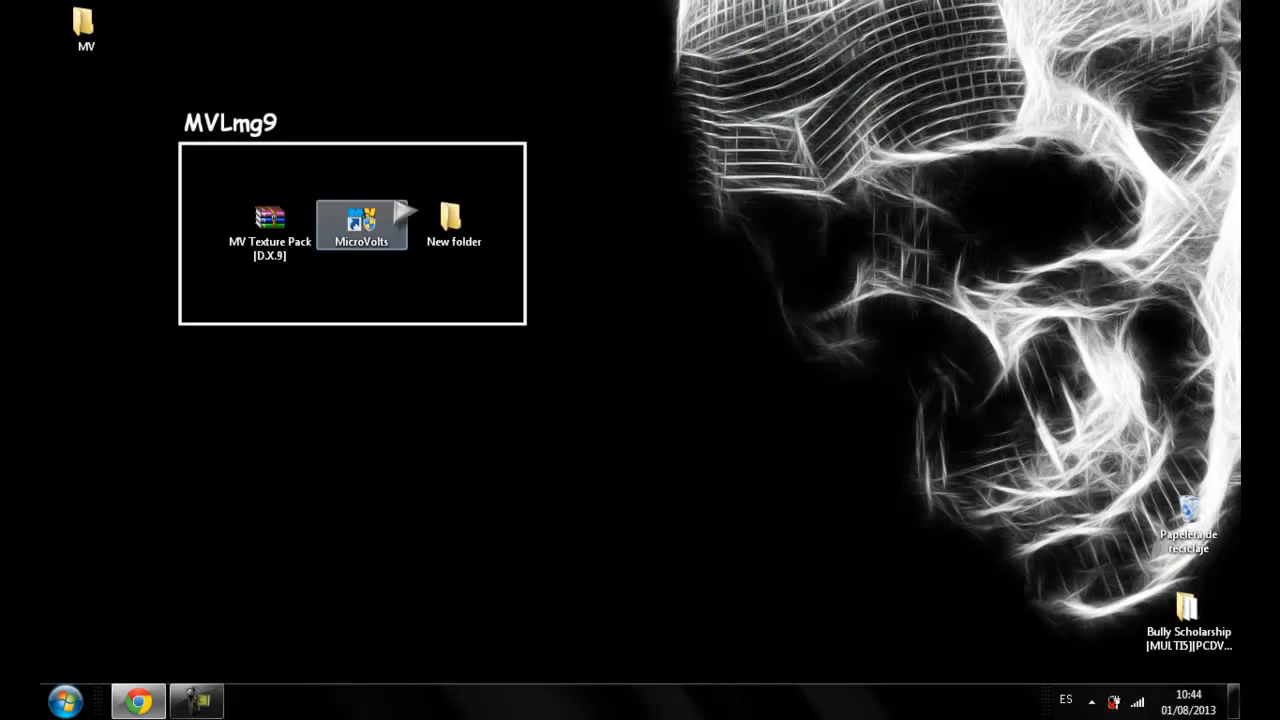 MV
MVLmg9
MV Texture Pack
[D.X.9]
MicroVolts
New folder
Papelera de
reciclaje
Bully Scholarship
[MULTI5][PCDV...
ES
10:44
01/08/2013